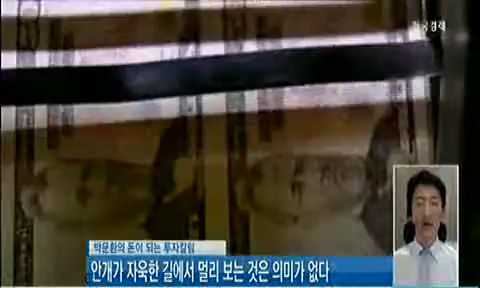 박문환의 돈이 되는 투자칼럼
안개가 자욱한 길에서 멀리 보는 것은 의미가 없다